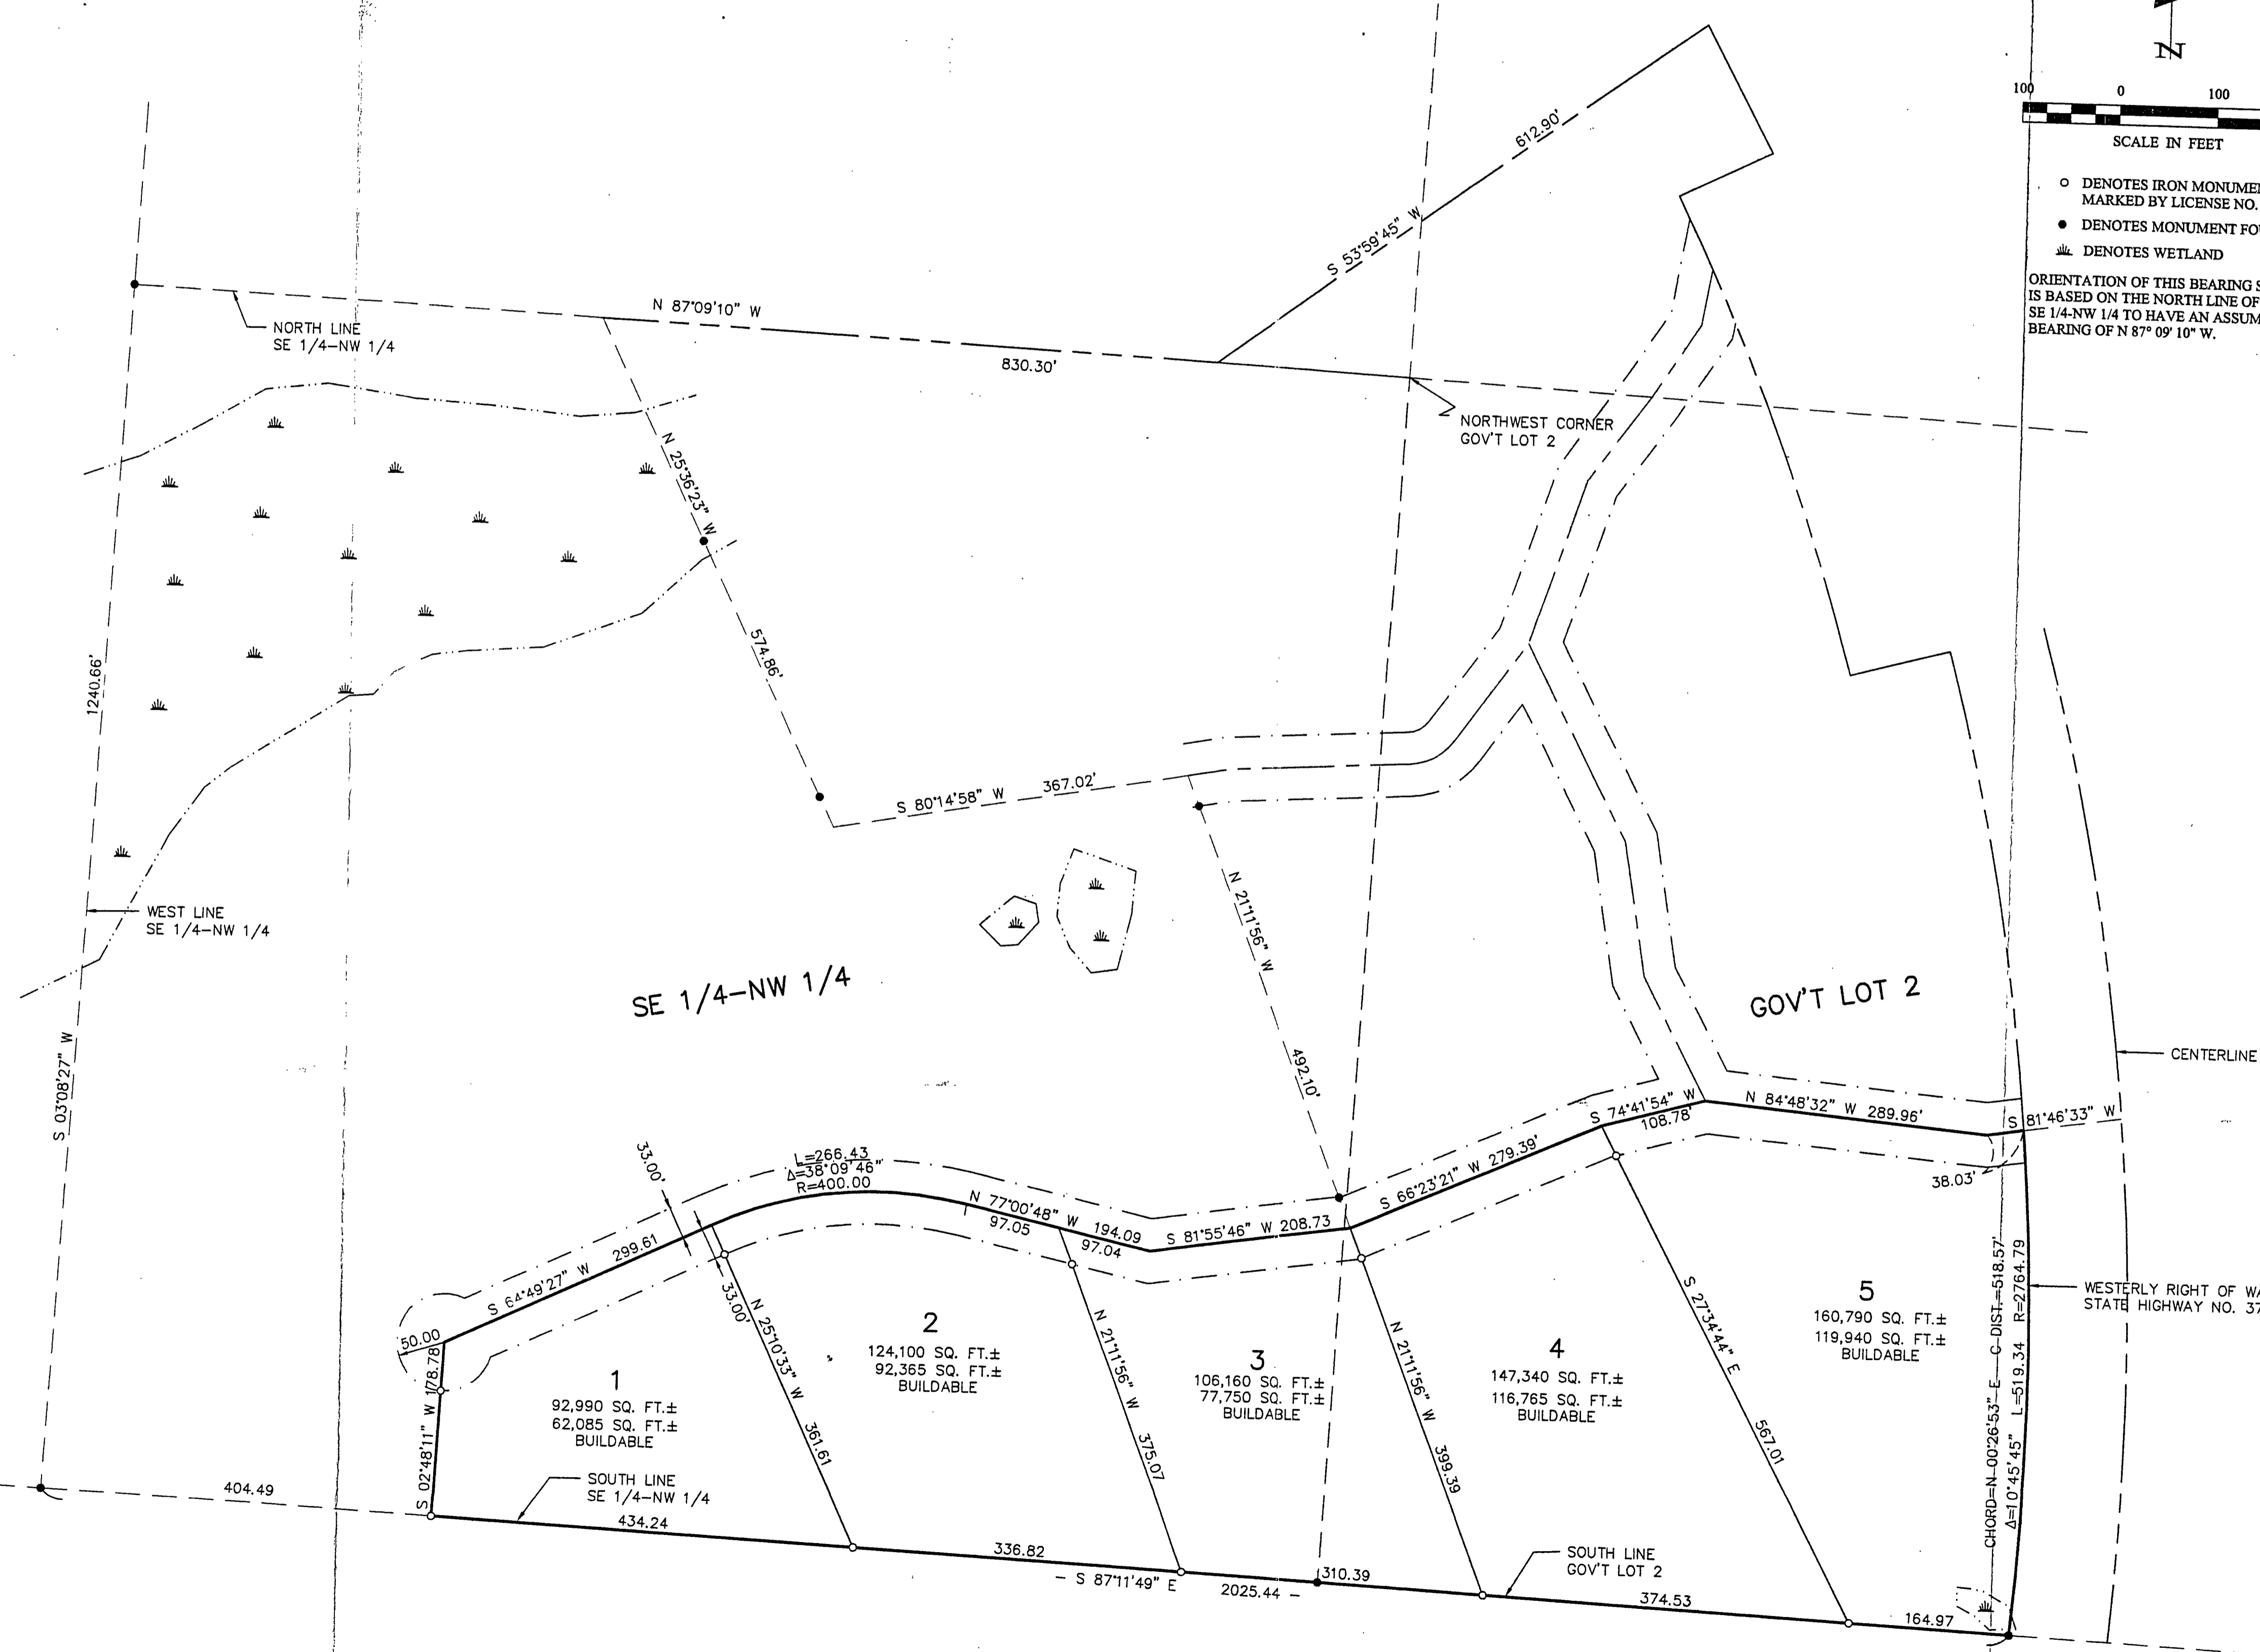 N
100 0 100
SCALE IN FEET
DENOTES IRON
MARKED BY LICENSE NO.
DENOTES MONUMENT
DENOTES WETLAND
ORIENTATION OF THIS BEARING
IS BASED ON THE NORTH LINE OF
SE 1/4-NW 1/4 TO HAVE AN
BEARING OF N 87° 09' 10" W.
612.90'
S 53°59'45" W
N 87°09'10" W
830.30'
NORTH LINE
SE 1/4-NW 1/4
NORTHWEST CORNER
GOV'T LOT 2
N 25°36'23" W
574.86'
1240.66'
S 80°14'58" W 367.02'
WEST LINE
SE 1/4-NW 1/4
N 21°11'56" W
492.10'
SE 1/4-NW 1/4
GOV'T LOT 2
S 03°08'27" W
CENTERLINE
S 74°41'54" W
108.78'
N 84°48'32" W 289.96'
S 81°46'33" W
38.03'
33.00'
L=266.43
Δ=38°09'46"
R=400.00
N 77°00'48" W 194.09
97.05
97.04
S 81°55'46" W 208.73
S 66°23'21" W 279.39'
S 64°49'27" W 299.61
33.00'
50.00
S 02°48'11" W 178.78
N 25°10'33" W 361.61
N 21°11'56" W 375.07
N 21°11'56" W 399.39
S 27°34'44" E 567.01
1
92,990 SQ. FT.±
62,085 SQ. FT.±
BUILDABLE
2
124,100 SQ. FT.±
92,365 SQ. FT.±
BUILDABLE
3
106,160 SQ. FT.±
77,750 SQ. FT.±
BUILDABLE
4
147,340 SQ. FT.±
116,765 SQ. FT.±
BUILDABLE
5
160,790 SQ. FT.±
119,940 SQ. FT.±
BUILDABLE
CHORD=N 00°26'53" E C DIST.=518.57'
Δ=10°45'45" L=519.34 R=2764.79
WESTERLY RIGHT OF
STATE HIGHWAY NO. 37
404.49
SOUTH LINE
SE 1/4-NW 1/4
434.24
336.82
- S 87°11'49" E
2025.44 -
310.39
SOUTH LINE
GOV'T LOT 2
374.53
164.97